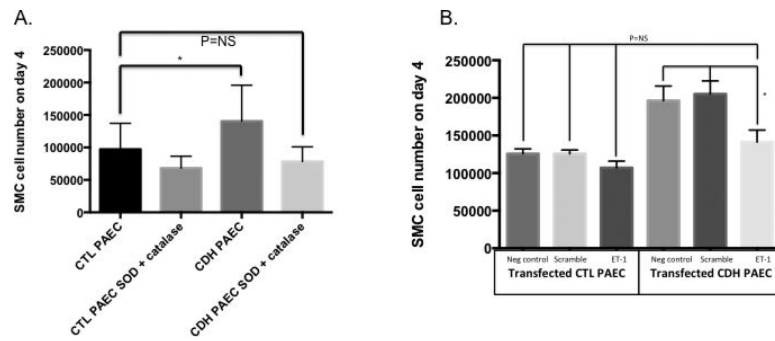 A.
SMC cell number on day 4
250000
200000
150000
100000
50000
0
P=NS
*
CTL PAEC
CTL PAEC SOD + catalase
CDH PAEC
CDH PAEC SOD + catalase
B.
SMC cell number on day 4
250000
200000
150000
100000
50000
0
P=NS
*
Neg control Scramble ET-1 Neg control Scramble ET-1
Transfected CTL PAEC Transfected CDH PAEC